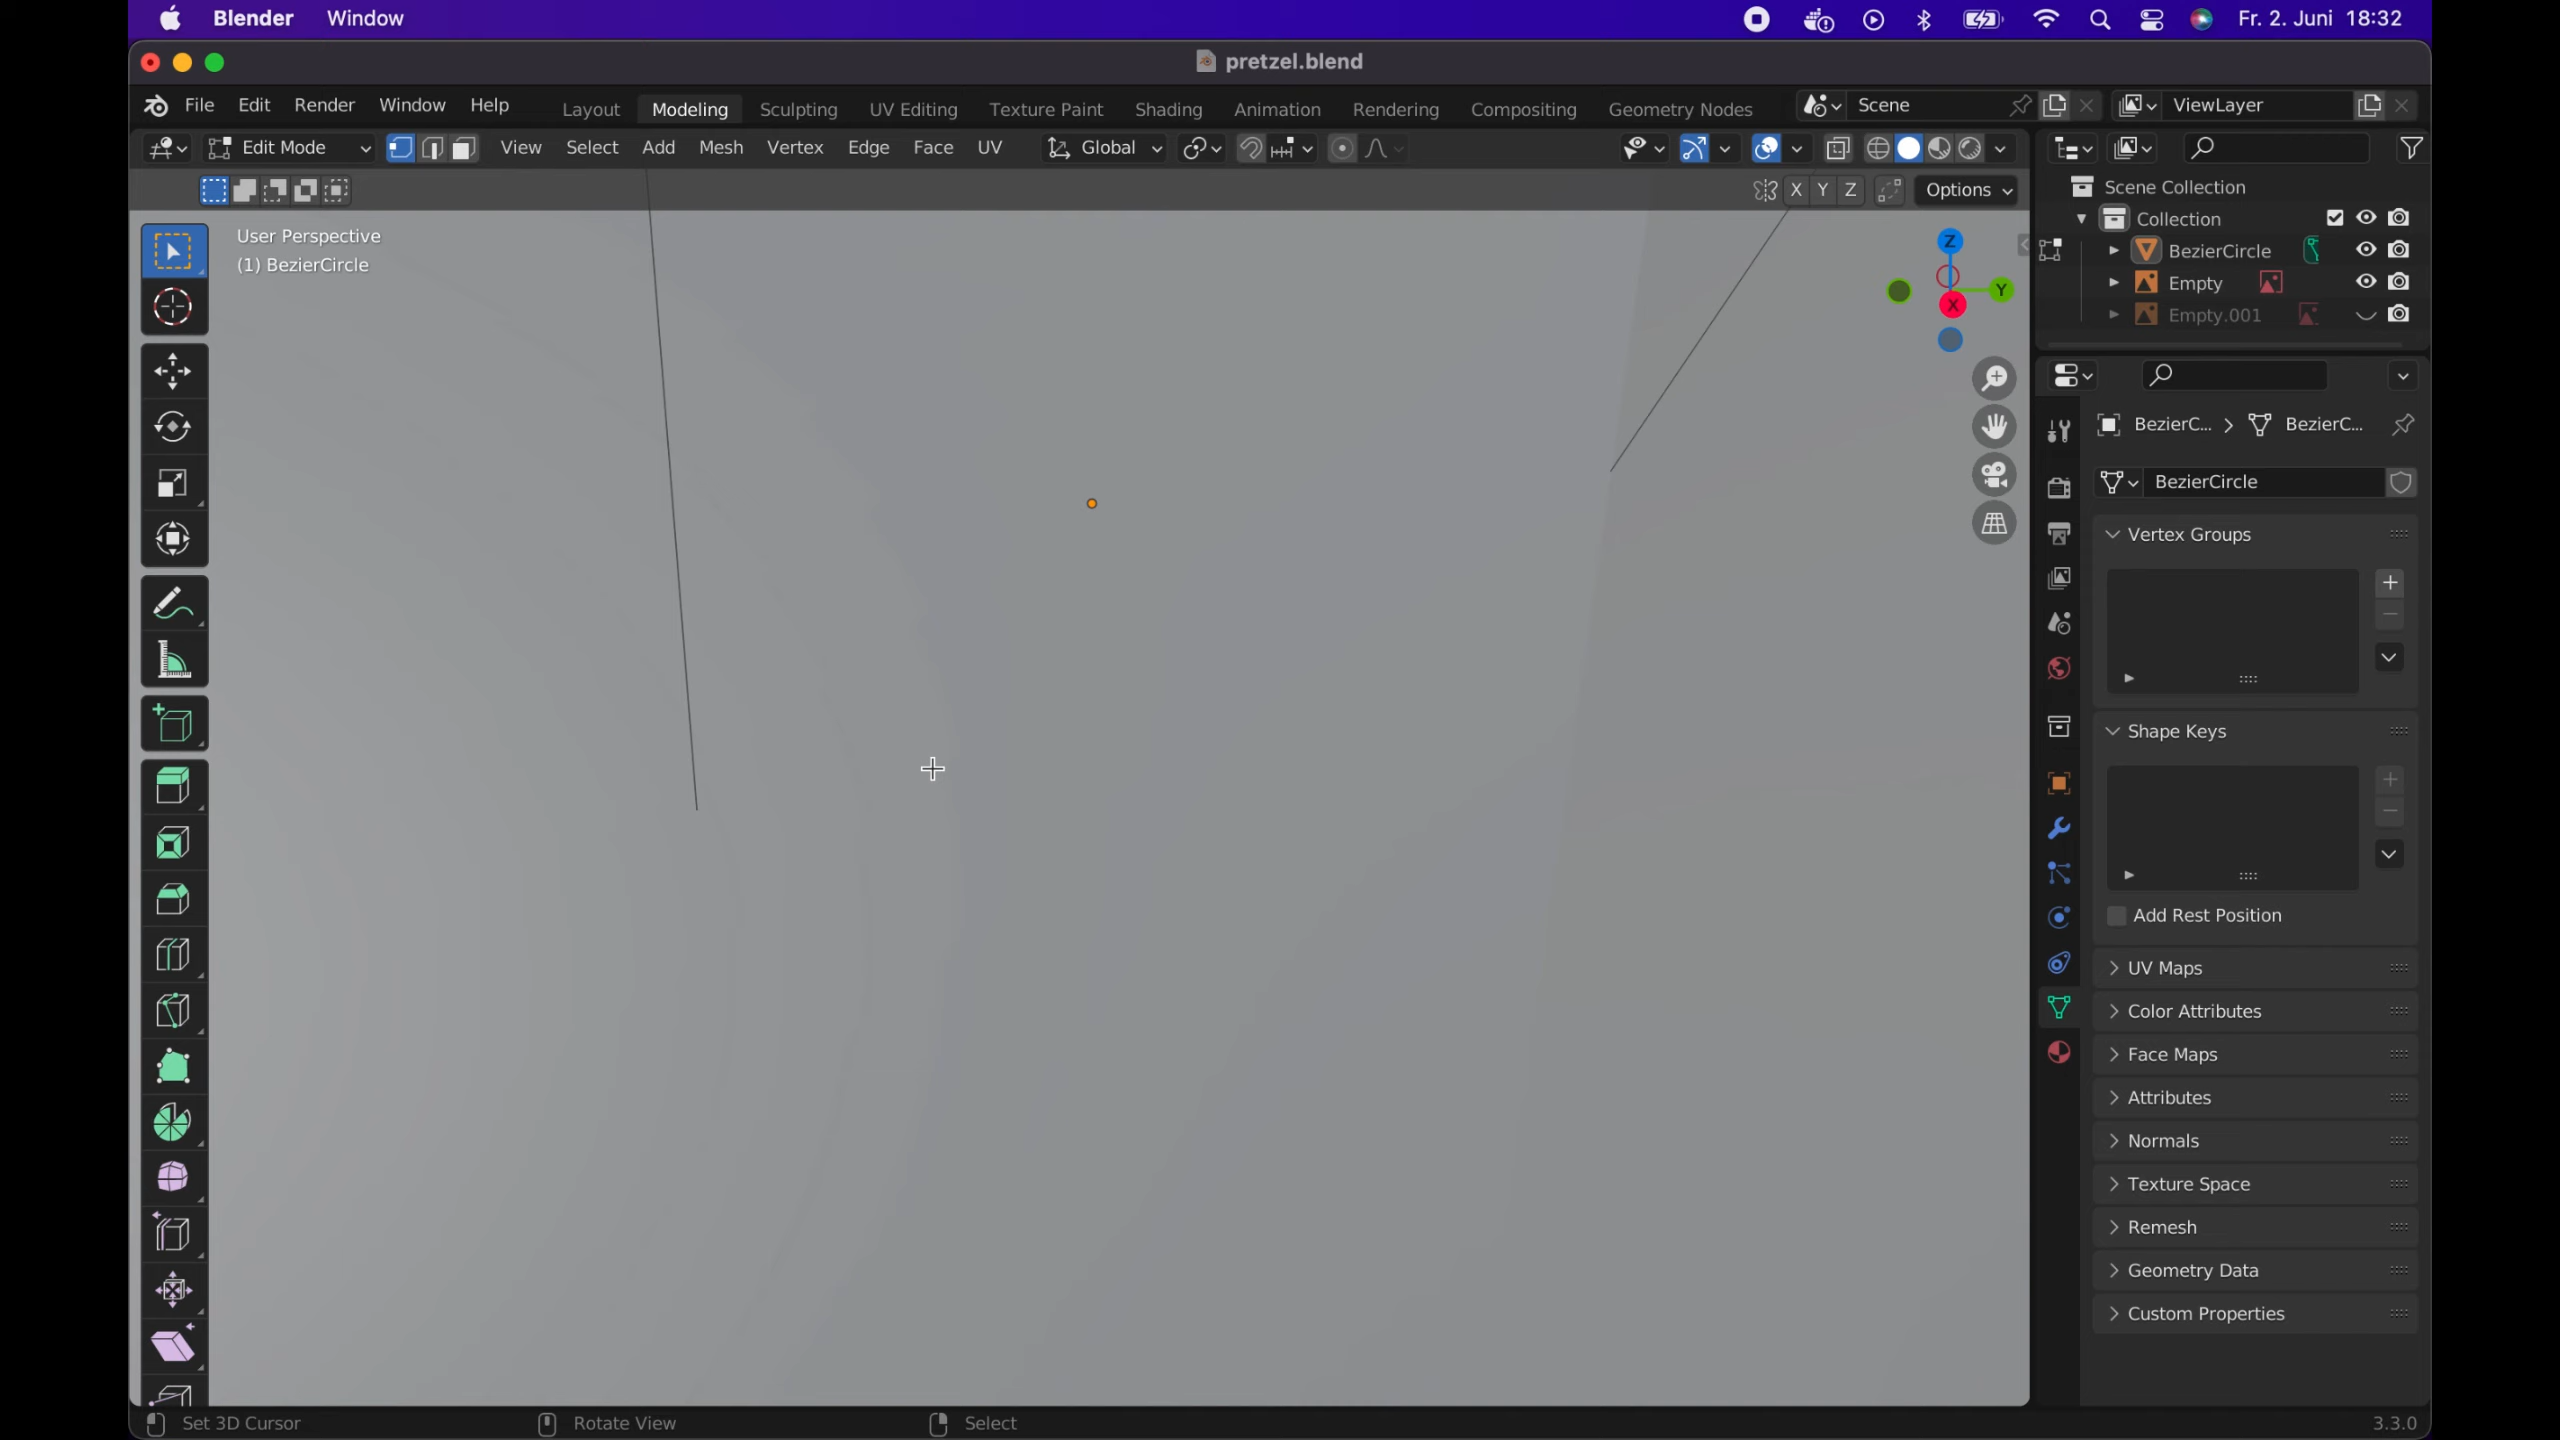 Blender Window Fr. 2. Juni 18:32
pretzel.blend
File Edit Render Window Help Layout Modeling Sculpting UV Editing Texture Paint Shading Animation Rendering Compositing Geometry Nodes Scene ViewLayer
Edit Mode View Select Add Mesh Vertex Edge Face UV Global
X Y Z Options
Scene Collection
Collection
BezierCircle
Empty
Empty.001
User Perspective
(1) BezierCircle
Z
Y
X
BezierC... BezierC...
BezierCircle
Vertex Groups
Shape Keys
Add Rest Position
UV Maps
Color Attributes
Face Maps
Attributes
Normals
Texture Space
Remesh
Geometry Data
Custom Properties
Set 3D Cursor Rotate View Select 3.3.0